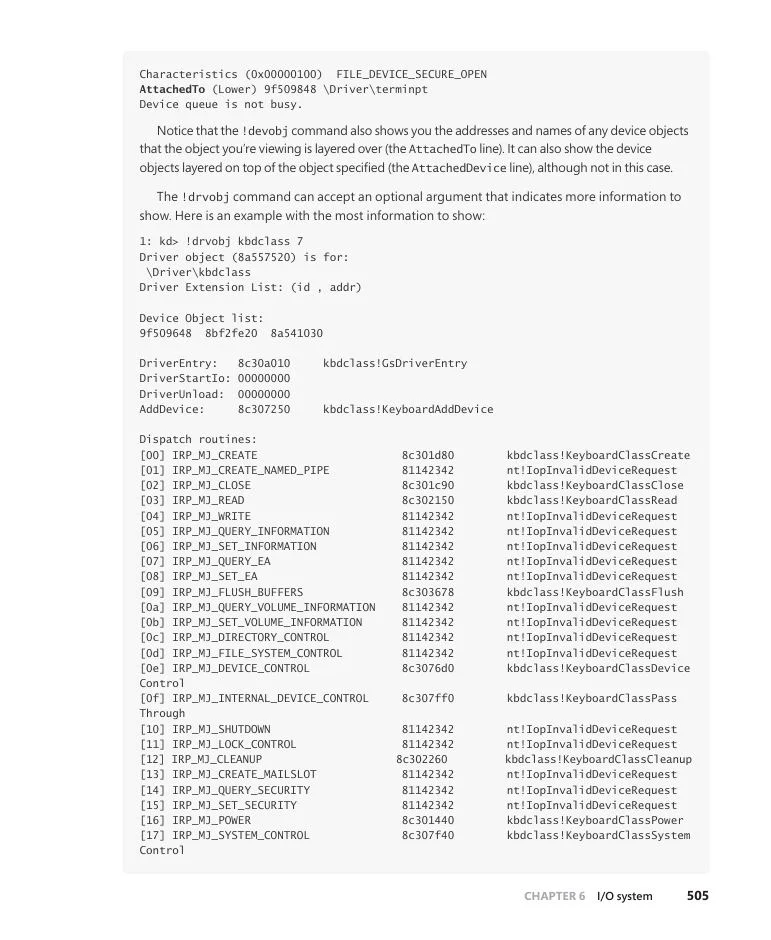 Characteristics (0x00000100)  FILE_DEVICE_SECURE_OPEN
AttachedTo (Lower) 9f509848 \Driver\terminpt
Device queue is not busy.
Notice that the !devobj command also shows you the addresses and names of any device objects
that the object you’re viewing is layered over (the AttachedTo line). It can also show the device
objects layered on top of the object specified (the AttachedDevice line), although not in this case.
The !drvobj command can accept an optional argument that indicates more information to
show. Here is an example with the most information to show:
1: kd> !drvobj kbdclass 7
Driver object (8a557520) is for:
 \Driver\kbdclass
Driver Extension List: (id , addr)
Device Object list:
9f509648  8bf2fe20  8a541030
DriverEntry:   8c30a010     kbdclass!GsDriverEntry
DriverStartIo: 00000000
DriverUnload:  00000000
AddDevice:     8c307250     kbdclass!KeyboardAddDevice
Dispatch routines:
[00] IRP_MJ_CREATE                      8c301d80        kbdclass!KeyboardClassCreate
[01] IRP_MJ_CREATE_NAMED_PIPE           81142342        nt!IopInvalidDeviceRequest
[02] IRP_MJ_CLOSE                       8c301c90        kbdclass!KeyboardClassClose
[03] IRP_MJ_READ                        8c302150        kbdclass!KeyboardClassRead
[04] IRP_MJ_WRITE                       81142342        nt!IopInvalidDeviceRequest
[05] IRP_MJ_QUERY_INFORMATION           81142342        nt!IopInvalidDeviceRequest
[06] IRP_MJ_SET_INFORMATION             81142342        nt!IopInvalidDeviceRequest
[07] IRP_MJ_QUERY_EA                    81142342        nt!IopInvalidDeviceRequest
[08] IRP_MJ_SET_EA                      81142342        nt!IopInvalidDeviceRequest
[09] IRP_MJ_FLUSH_BUFFERS               8c303678        kbdclass!KeyboardClassFlush
[0a] IRP_MJ_QUERY_VOLUME_INFORMATION    81142342        nt!IopInvalidDeviceRequest
[0b] IRP_MJ_SET_VOLUME_INFORMATION      81142342        nt!IopInvalidDeviceRequest
[0c] IRP_MJ_DIRECTORY_CONTROL           81142342        nt!IopInvalidDeviceRequest
[0d] IRP_MJ_FILE_SYSTEM_CONTROL         81142342        nt!IopInvalidDeviceRequest
[0e] IRP_MJ_DEVICE_CONTROL              8c3076d0        kbdclass!KeyboardClassDevice
Control
[0f] IRP_MJ_INTERNAL_DEVICE_CONTROL     8c307ff0        kbdclass!KeyboardClassPass
Through
[10] IRP_MJ_SHUTDOWN                    81142342        nt!IopInvalidDeviceRequest
[11] IRP_MJ_LOCK_CONTROL                81142342        nt!IopInvalidDeviceRequest
[12] IRP_MJ_CLEANUP                     8c302260        kbdclass!KeyboardClassCleanup
[13] IRP_MJ_CREATE_MAILSLOT             81142342        nt!IopInvalidDeviceRequest
[14] IRP_MJ_QUERY_SECURITY              81142342        nt!IopInvalidDeviceRequest
[15] IRP_MJ_SET_SECURITY                81142342        nt!IopInvalidDeviceRequest
[16] IRP_MJ_POWER                       8c301440        kbdclass!KeyboardClassPower
[17] IRP_MJ_SYSTEM_CONTROL              8c307f40        kbdclass!KeyboardClassSystem
Control
CHAPTER 6   I/O system   505